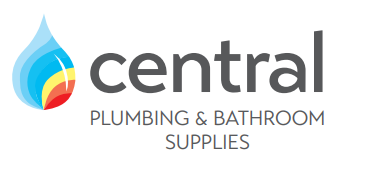 central
PLUMBING & BATHROOM
SUPPLIES